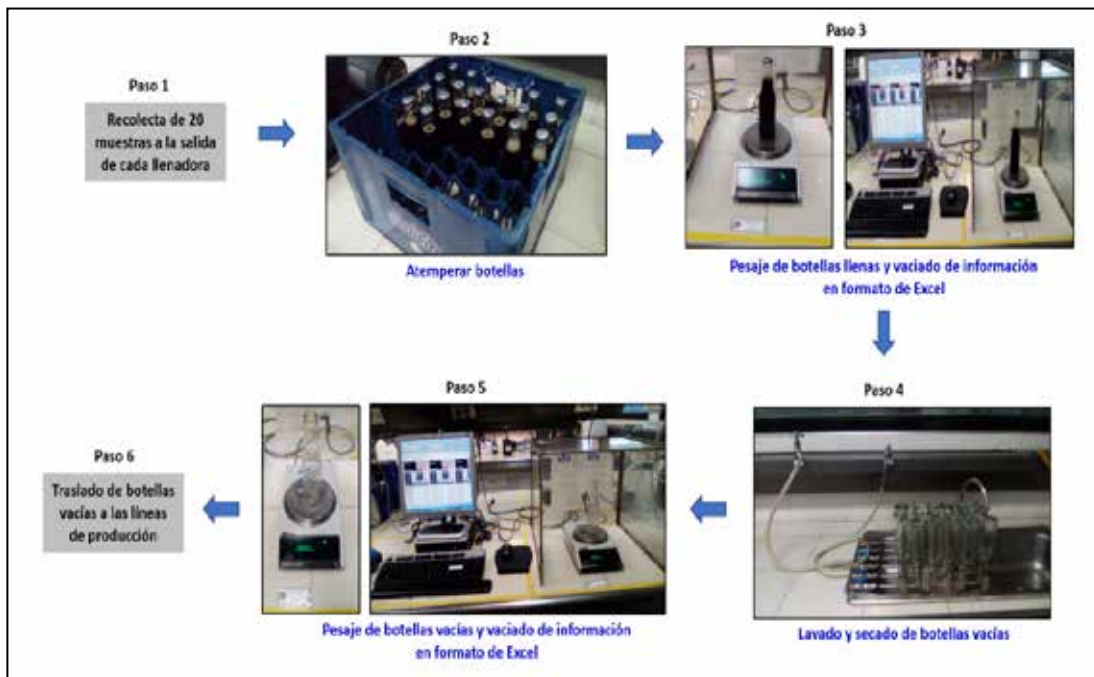 Paso 1
Recolecta de 20
muestras a la salida
de cada llenadora
Paso 2
Atemperar botellas
Paso 3
Pesaje de botellas llenas y vaciado de información
en formato de Excel
Paso 4
Lavado y secado de botellas vacías
Paso 5
Pesaje de botellas vacías y vaciado de información
en formato de Excel
Paso 6
Traslado de botellas
vacías a las líneas
de producción